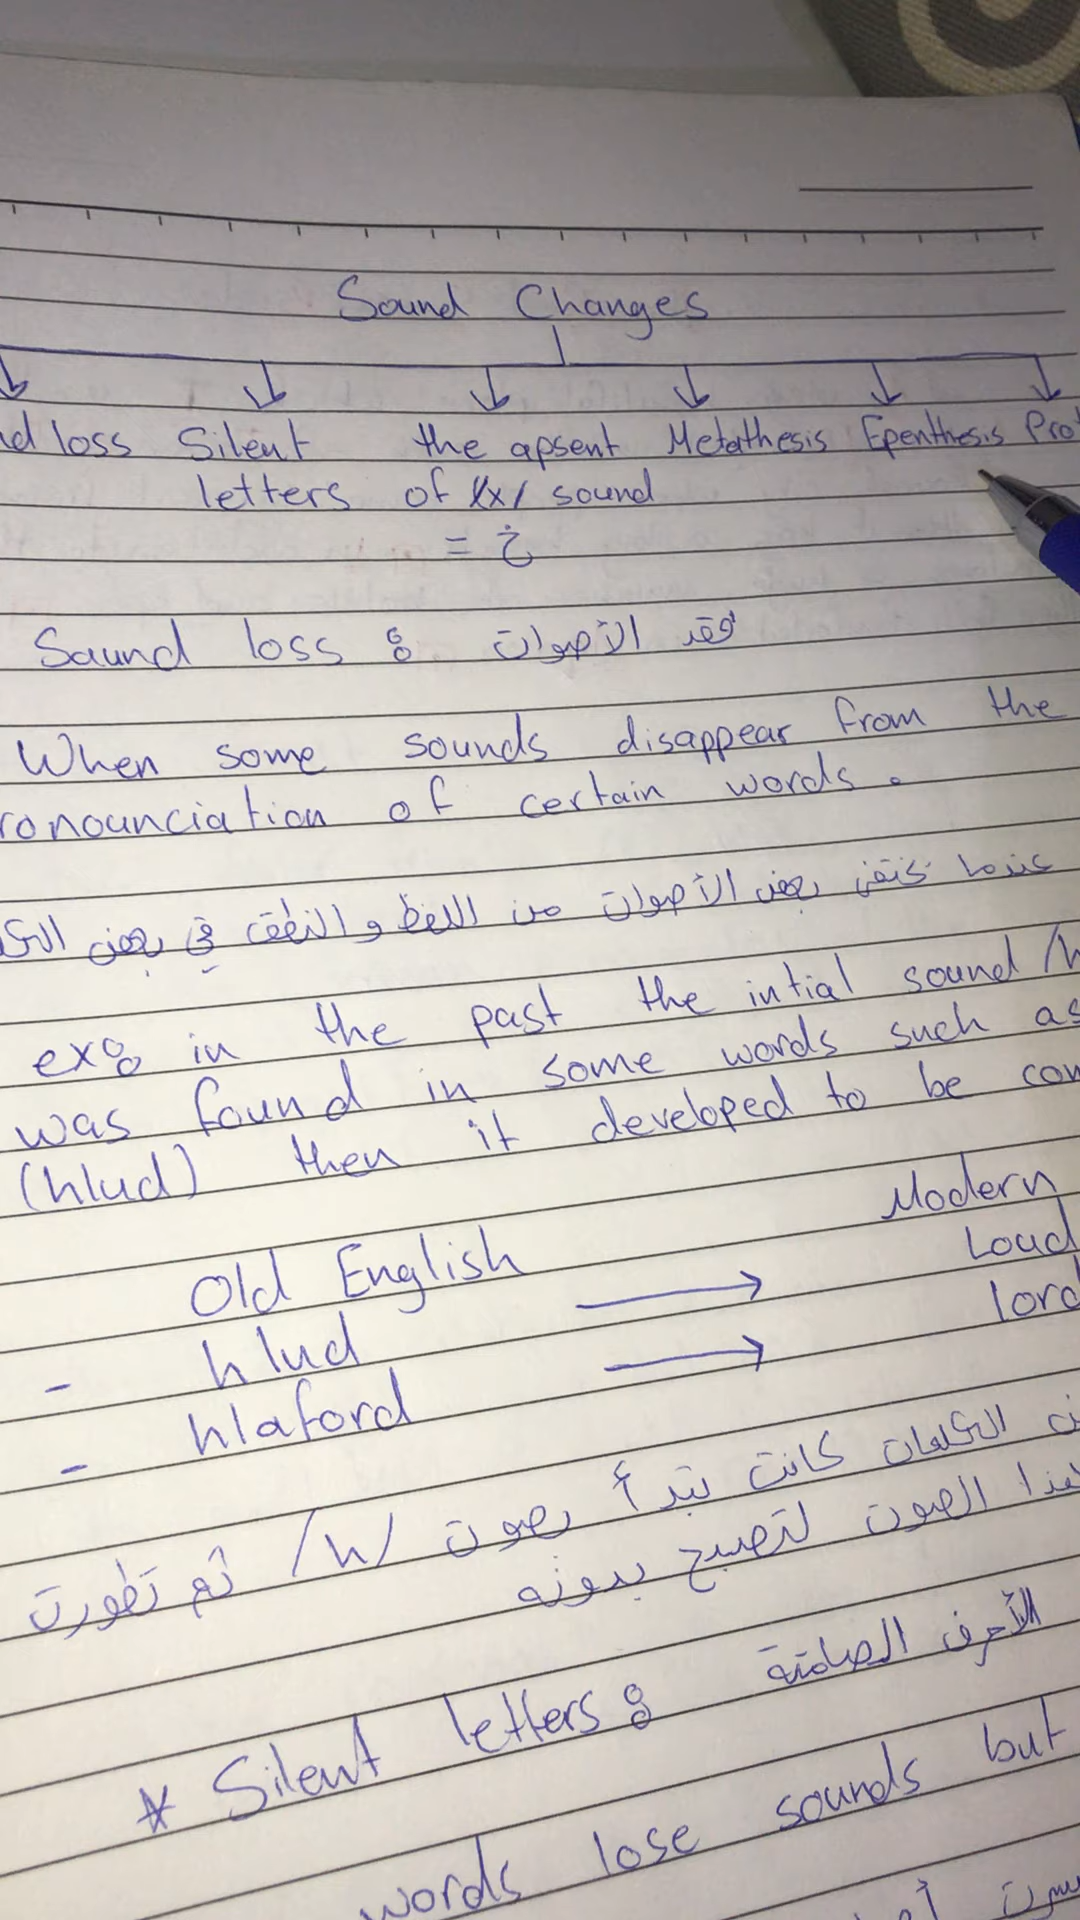 Sound Changes
d loss Silent the apsent Metathesis Epenthesis Pro
letters of /x/ sound
= خ
Saund loss : فقد الأصوات
When some sounds disappear from the
ronounciation of certain words.
عندما تختفي بعض الأصوات من اللفظ والنطق في بعض
ex: in the past the intial sound /h
was found in some words such as
(hlud) then it developed to be
Old English Modern
- hlud → Loud
- hlaford → lord
الكلمات كانت تبدأ بصوت /h/ ثم تطورت
هذا الصوت لتصبح بدونه
* Silent letters : الأحرف الصامتة
words lose sounds but